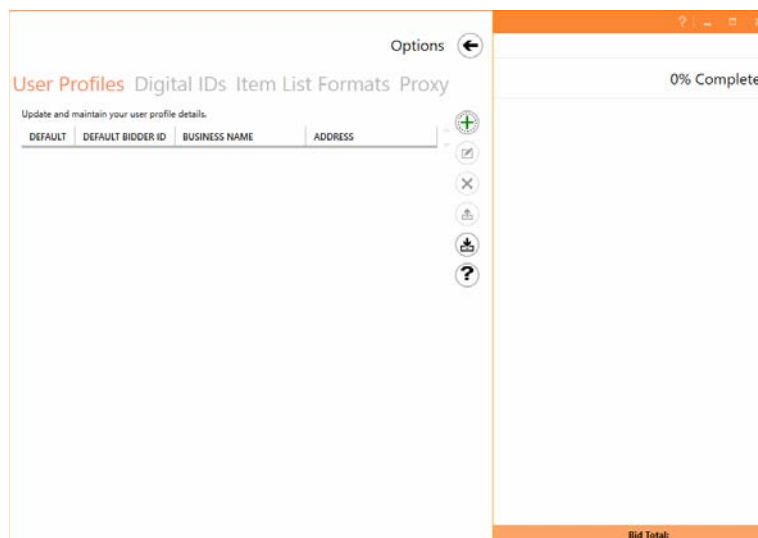 Options
0% Complete
User Profiles Digital IDs Item List Formats Proxy
Update and maintain your user profile details.
DEFAULT DEFAULT BIDDER ID BUSINESS NAME ADDRESS
Bid Total: